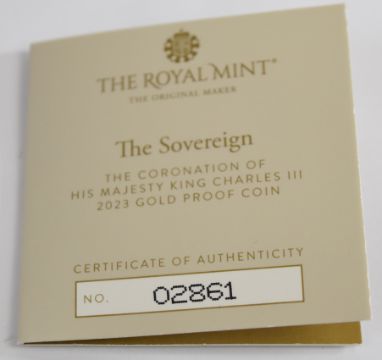 THE ROYAL MINT®
THE ORIGINAL MAKER
The Sovereign
THE CORONATION OF
HIS MAJESTY KING CHARLES III
2023 GOLD PROOF COIN
CERTIFICATE OF AUTHENTICITY
NO. 02861